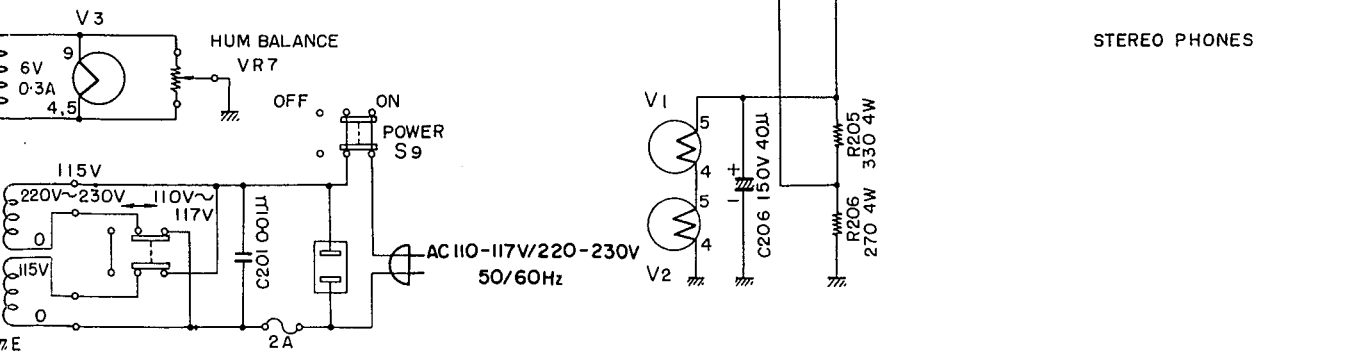 V3
9
6V
0.3A
4,5
HUM BALANCE
VR7
OFF
ON
POWER
S9
115V
220V~230V
110V~
117V
0
115V
0
C201 .001μ
2A
AC 110-117V/220-230V
50/60Hz
V1
5
4
5
4
V2
+
-
C206 150V 40μ
R205
330 4W
R206
270 4W
STEREO PHONES